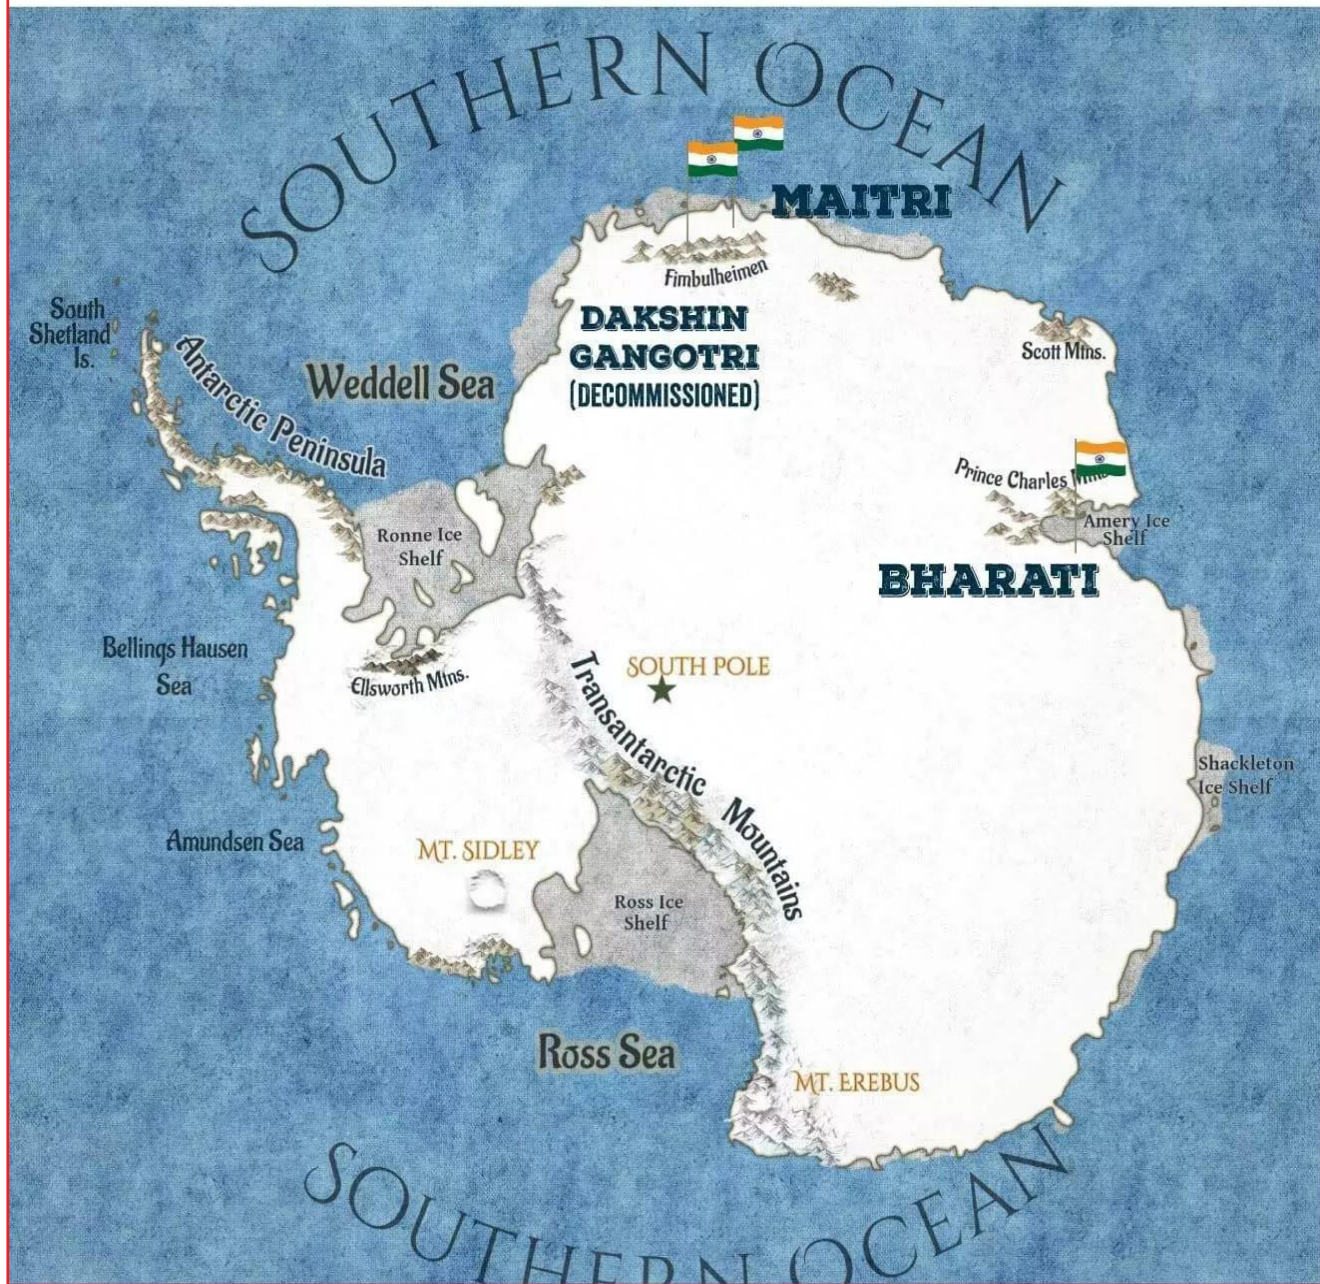 SOUTHERN OCEAN
MAITRI
Fimbulheimen
DAKSHIN
GANGOTRI
(DECOMMISSIONED)
South
Shetland
Is.
Antarctic Peninsula
Weddell Sea
Scott Mtns.
Prince Charles
Amery Ice
Shelf
Ronne Ice
Shelf
BHARATI
Bellings Hausen
Sea
Ellsworth Mtns.
SOUTH POLE
Transantarctic Mountains
Shackleton
Ice Shelf
Amundsen Sea
MT. SIDLEY
Ross Ice
Shelf
Ross Sea
MT. EREBUS
SOUTHERN OCEAN